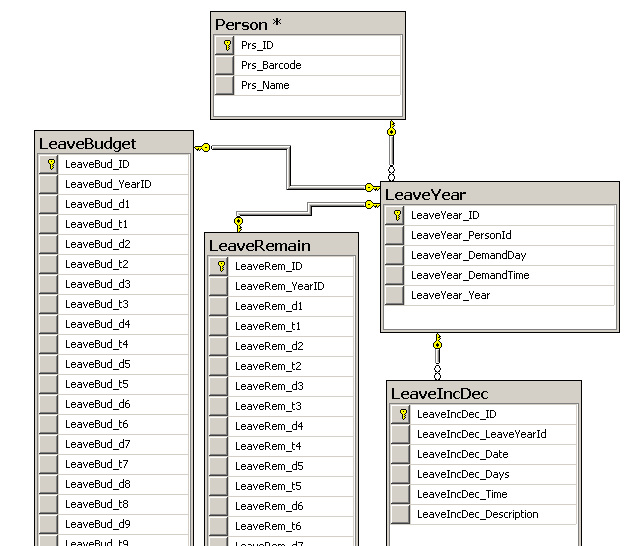 Person *
Prs_ID
Prs_Barcode
Prs_Name
LeaveBudget
LeaveBud_ID
LeaveBud_YearID
LeaveBud_d1
LeaveBud_t1
LeaveBud_d2
LeaveBud_t2
LeaveBud_d3
LeaveBud_t3
LeaveBud_d4
LeaveBud_t4
LeaveBud_d5
LeaveBud_t5
LeaveBud_d6
LeaveBud_t6
LeaveBud_d7
LeaveBud_t7
LeaveBud_d8
LeaveBud_t8
LeaveBud_d9
LeaveBud_t9
LeaveRemain
LeaveRem_ID
LeaveRem_YearID
LeaveRem_d1
LeaveRem_t1
LeaveRem_d2
LeaveRem_t2
LeaveRem_d3
LeaveRem_t3
LeaveRem_d4
LeaveRem_t4
LeaveRem_d5
LeaveRem_t5
LeaveRem_d6
LeaveRem_t6
LeaveRem_d7
LeaveYear
LeaveYear_ID
LeaveYear_PersonId
LeaveYear_DemandDay
LeaveYear_DemandTime
LeaveYear_Year
LeaveIncDec
LeaveIncDec_ID
LeaveIncDec_LeaveYearId
LeaveIncDec_Date
LeaveIncDec_Days
LeaveIncDec_Time
LeaveIncDec_Description